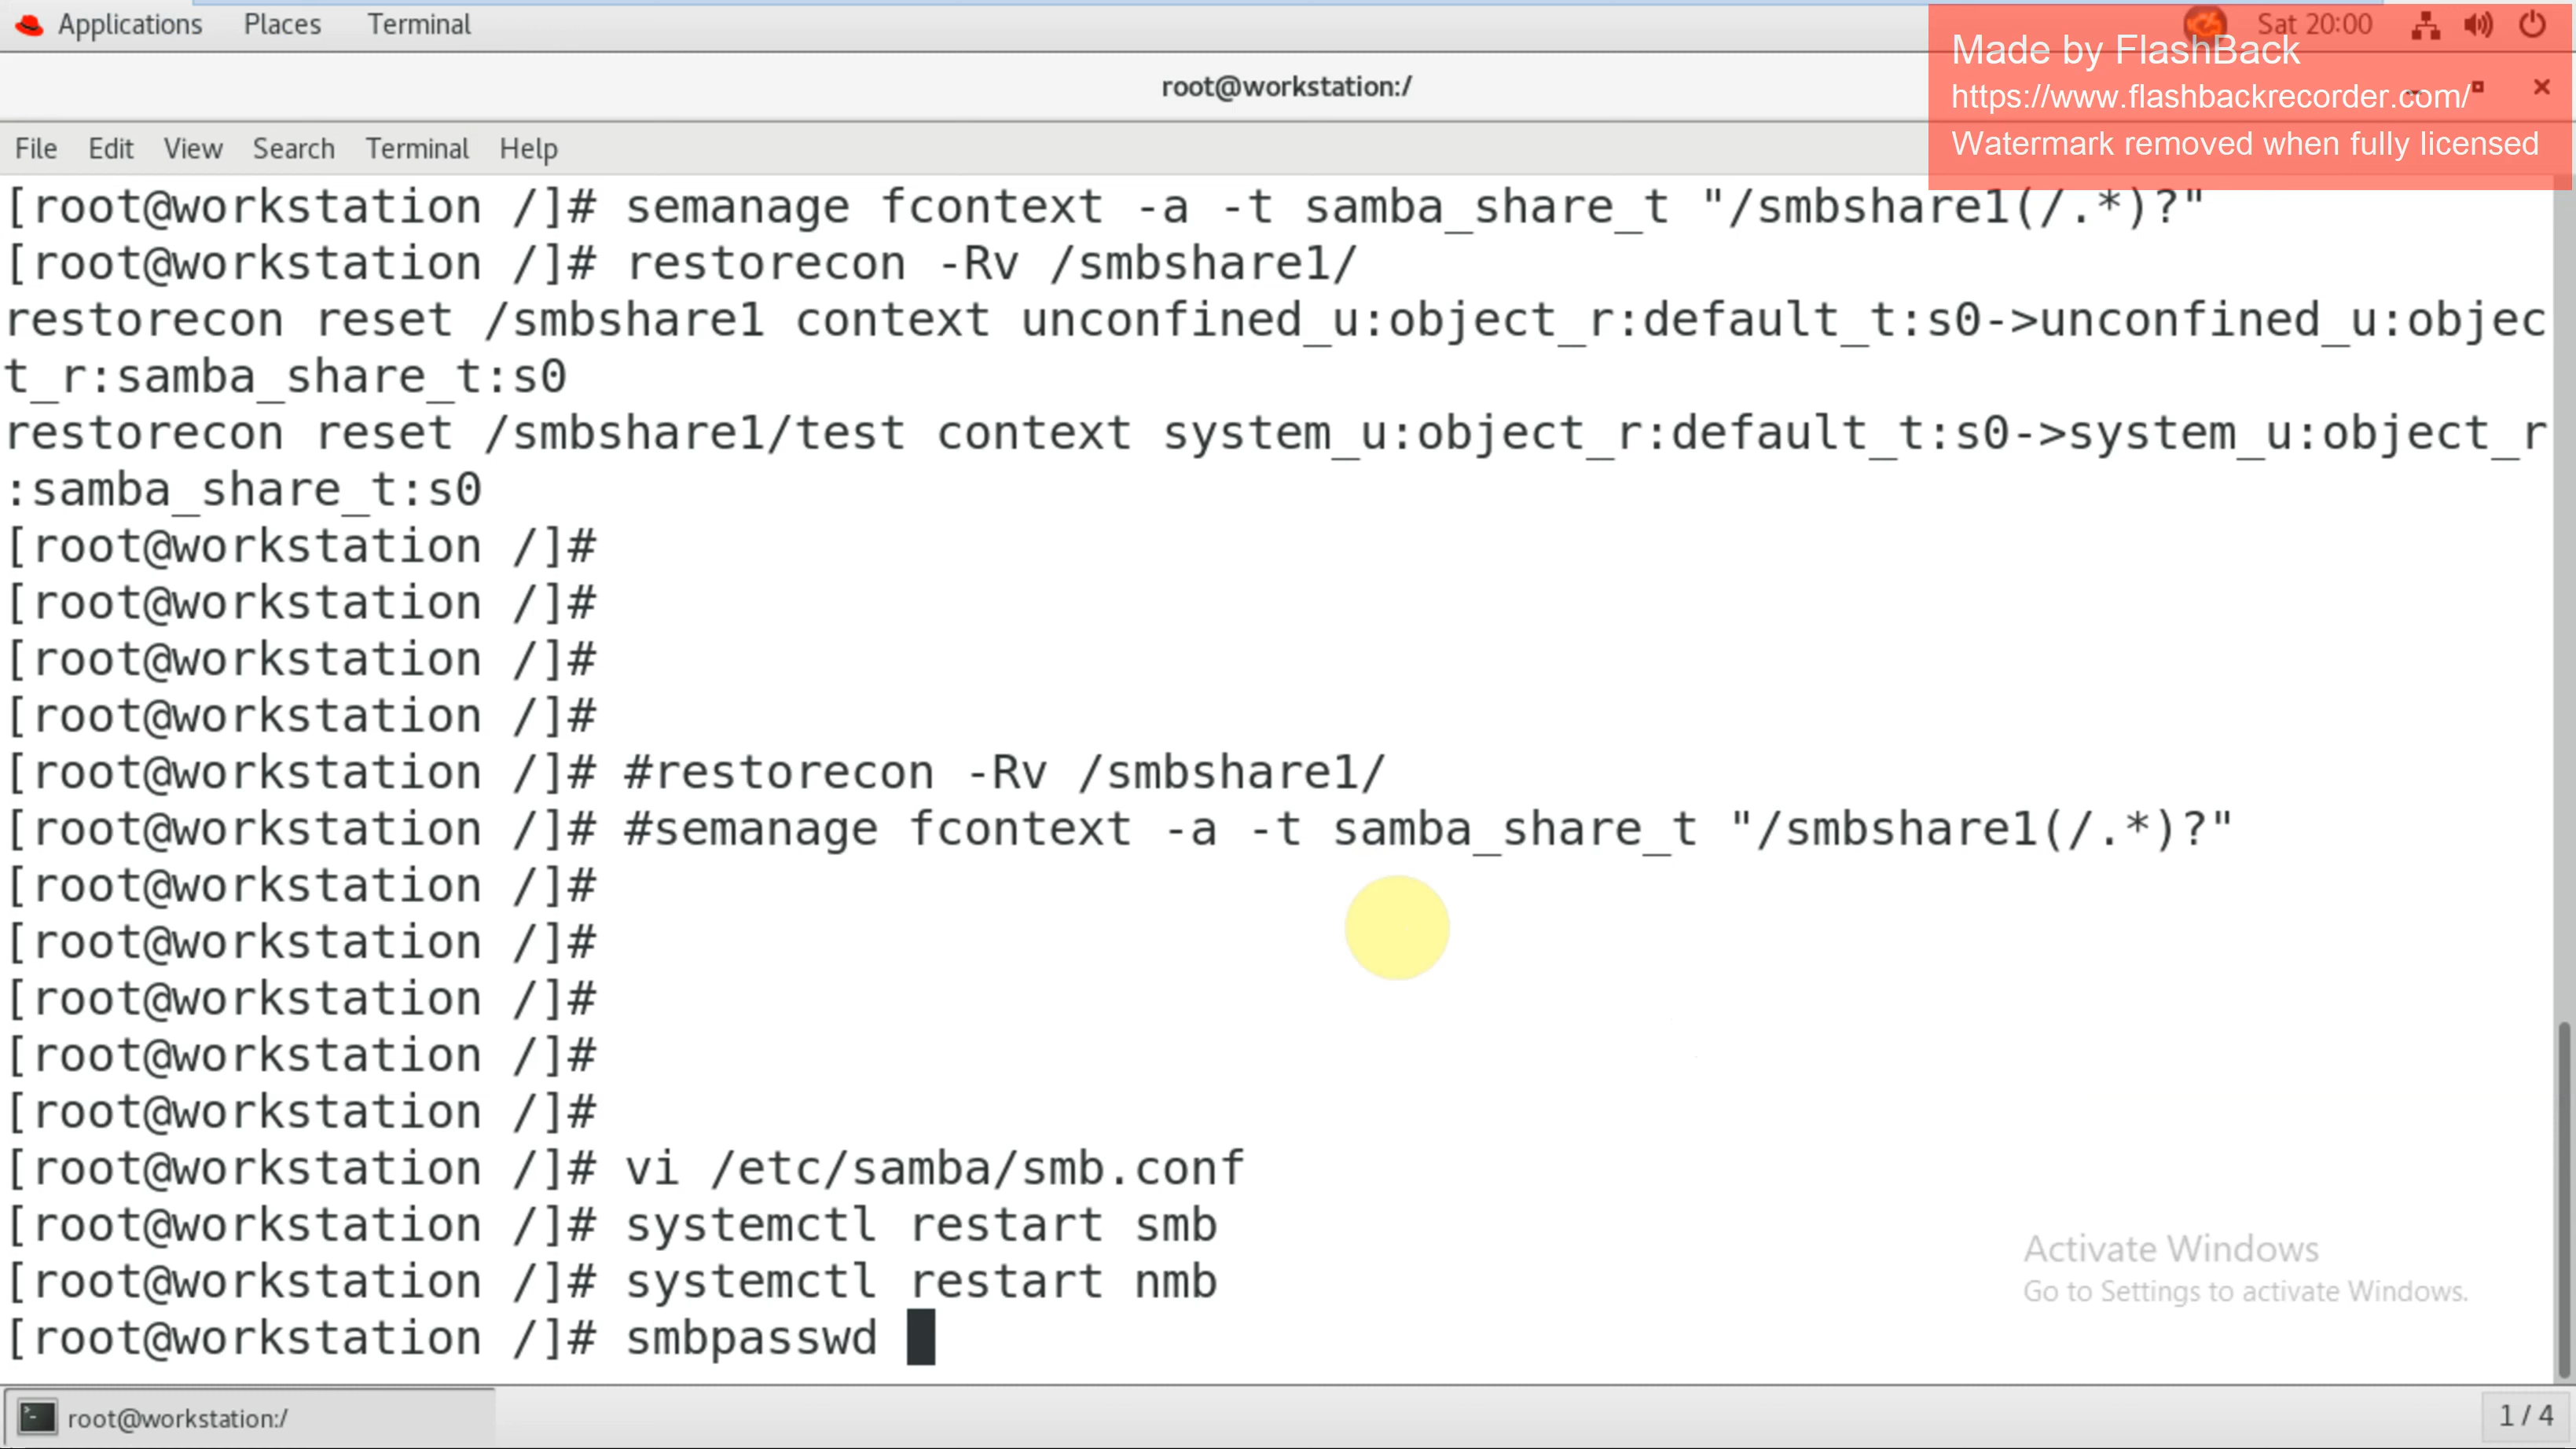 Applications Places Terminal Sat 20:00
Made by FlashBack
root@workstation:/
https://www.flashbackrecorder.com/
File Edit View Search Terminal Help
Watermark removed when fully licensed
[root@workstation /]# semanage fcontext -a -t samba_share_t "/smbshare1(/.*)?"
[root@workstation /]# restorecon -Rv /smbshare1/
restorecon reset /smbshare1 context unconfined_u:object_r:default_t:s0->unconfined_u:objec
t_r:samba_share_t:s0
restorecon reset /smbshare1/test context system_u:object_r:default_t:s0->system_u:object_r
:samba_share_t:s0
[root@workstation /]#
[root@workstation /]#
[root@workstation /]#
[root@workstation /]#
[root@workstation /]# #restorecon -Rv /smbshare1/
[root@workstation /]# #semanage fcontext -a -t samba_share_t "/smbshare1(/.*)?"
[root@workstation /]#
[root@workstation /]#
[root@workstation /]#
[root@workstation /]#
[root@workstation /]#
[root@workstation /]# vi /etc/samba/smb.conf
[root@workstation /]# systemctl restart smb
[root@workstation /]# systemctl restart nmb
[root@workstation /]# smbpasswd
Activate Windows
Go to Settings to activate Windows.
root@workstation:/
1 / 4